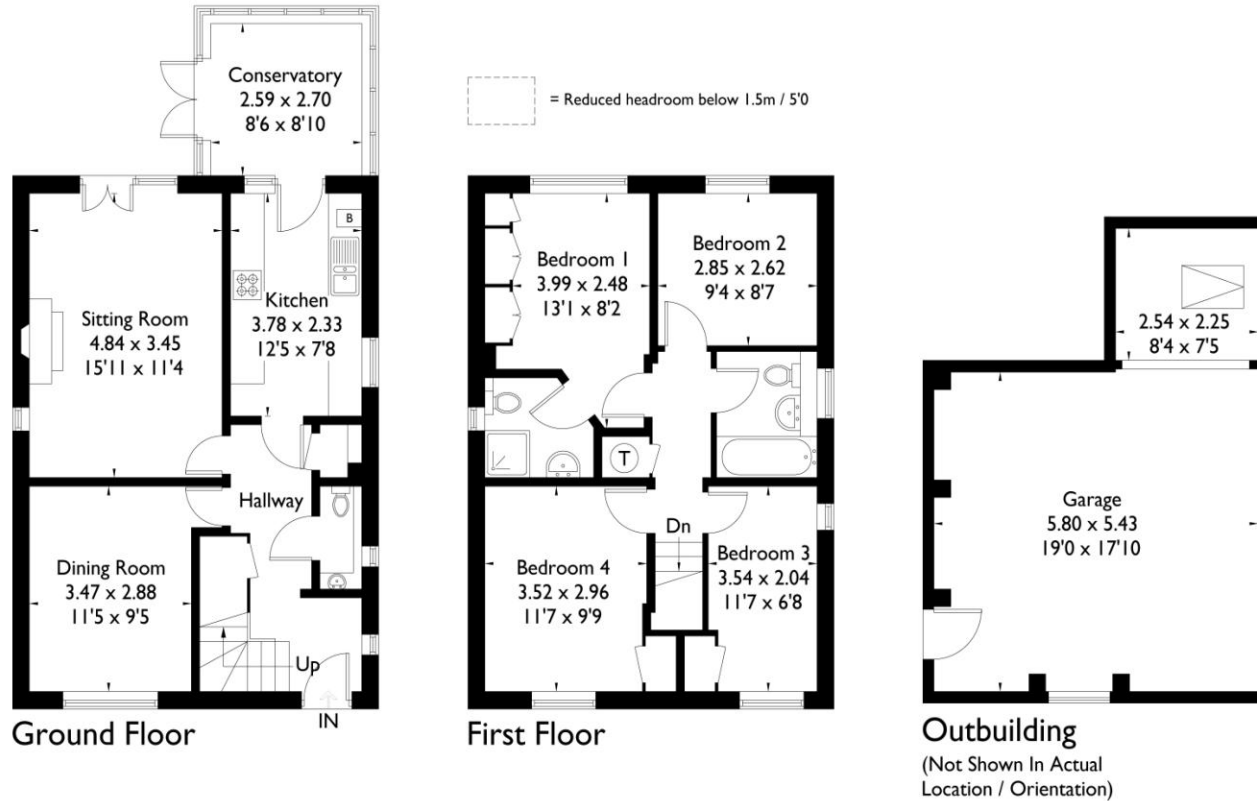 Conservatory
2.59 x 2.70
8'6 x 8'10
= Reduced headroom below 1.5m / 5'0
B
Sitting Room
4.84 x 3.45
15'11 x 11'4
Kitchen
3.78 x 2.33
12'5 x 7'8
Hallway
Dining Room
3.47 x 2.88
11'5 x 9'5
Up
IN
Ground Floor
Bedroom 1
3.99 x 2.48
13'1 x 8'2
Bedroom 2
2.85 x 2.62
9'4 x 8'7
T
Dn
Bedroom 4
3.52 x 2.96
11'7 x 9'9
Bedroom 3
3.54 x 2.04
11'7 x 6'8
First Floor
2.54 x 2.25
8'4 x 7'5
Garage
5.80 x 5.43
19'0 x 17'10
Outbuilding
(Not Shown In Actual
Location / Orientation)